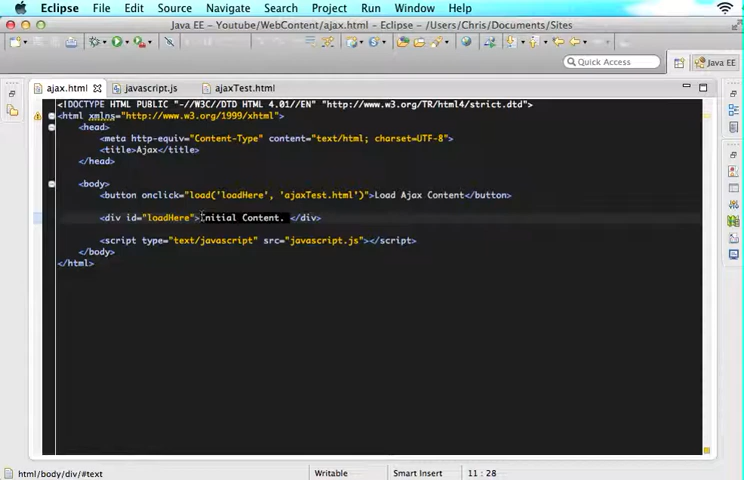 Eclipse File Edit Source Navigate Search Project Run Window Help
Java EE - Youtube/WebContent/ajax.html - Eclipse - /Users/Chris/Documents/Sites
Quick Access
Java EE
ajax.html
javascript.js
ajaxTest.html
<!DOCTYPE HTML PUBLIC "-//W3C//DTD HTML 4.01//EN" "http://www.w3.org/TR/html4/strict.dtd">
<html xmlns="http://www.w3.org/1999/xhtml">
<head>
<meta http-equiv="Content-Type" content="text/html; charset=UTF-8">
<title>Ajax</title>
</head>
<body>
<button onclick="load('loadHere', 'ajaxTest.html')">Load Ajax Content</button>
<div id="loadHere">Initial Content. </div>
<script type="text/javascript" src="javascript.js"></script>
</body>
</html>
html/body/div/#text
Writable
Smart Insert
11 : 28